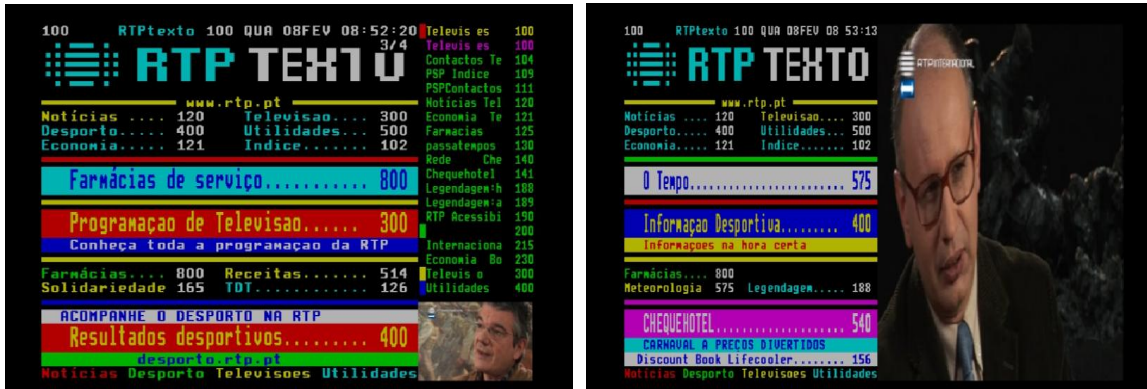 100 RTPtexto 100 QUA 08FEV 08:52:20
3/4
RTP TEXTO
www.rtp.pt
Notícias .... 120 Televisao.... 300
Desporto..... 400 Utilidades... 500
Economia..... 121 Indice....... 102
Farmácias de serviço........... 800
Programaçao de Televisao...... 300
Conheça toda a programaçao da RTP
Farmácias.... 800 Receitas....... 514
Solidariedade 165 TDT............ 126
ACOMPANHE O DESPORTO NA RTP
Resultados desportivos......... 400
desporto.rtp.pt
Notícias Desporto Televisoes Utilidades
Televis es 100
Televis es 100
Contactos Te 104
PSP Indice 109
PSPContactos 111
Noticias Tel 120
Economia Te 121
Farmacias 125
passatempos 130
Rede Che 140
Chequehotel 141
Legendagem:h 188
Legendagem:a 189
RTP Acessibi 190
200
Internaciona 215
Economia Bo 230
Televis o 300
Utilidades 400
100 RTPtexto 100 QUA 08FEV 08 53:13
RTP TEXTO
www.rtp.pt
Notícias .... 120 Televisao.... 300
Desporto..... 400 Utilidades... 500
Economia..... 121 Indice....... 102
O Tempo........................ 575
Informaçao Desportiva......... 400
Informaçoes na hora certa
Farmácias.... 800
Meteorologia 575 Legendagem..... 188
CHEQUEHOTEL.................... 540
CARNAVAL A PREÇOS DIVERTIDOS
Discount Book Lifecooler........ 156
Notícias Desporto Televisoes Utilidades
RTPINTERNACIONAL